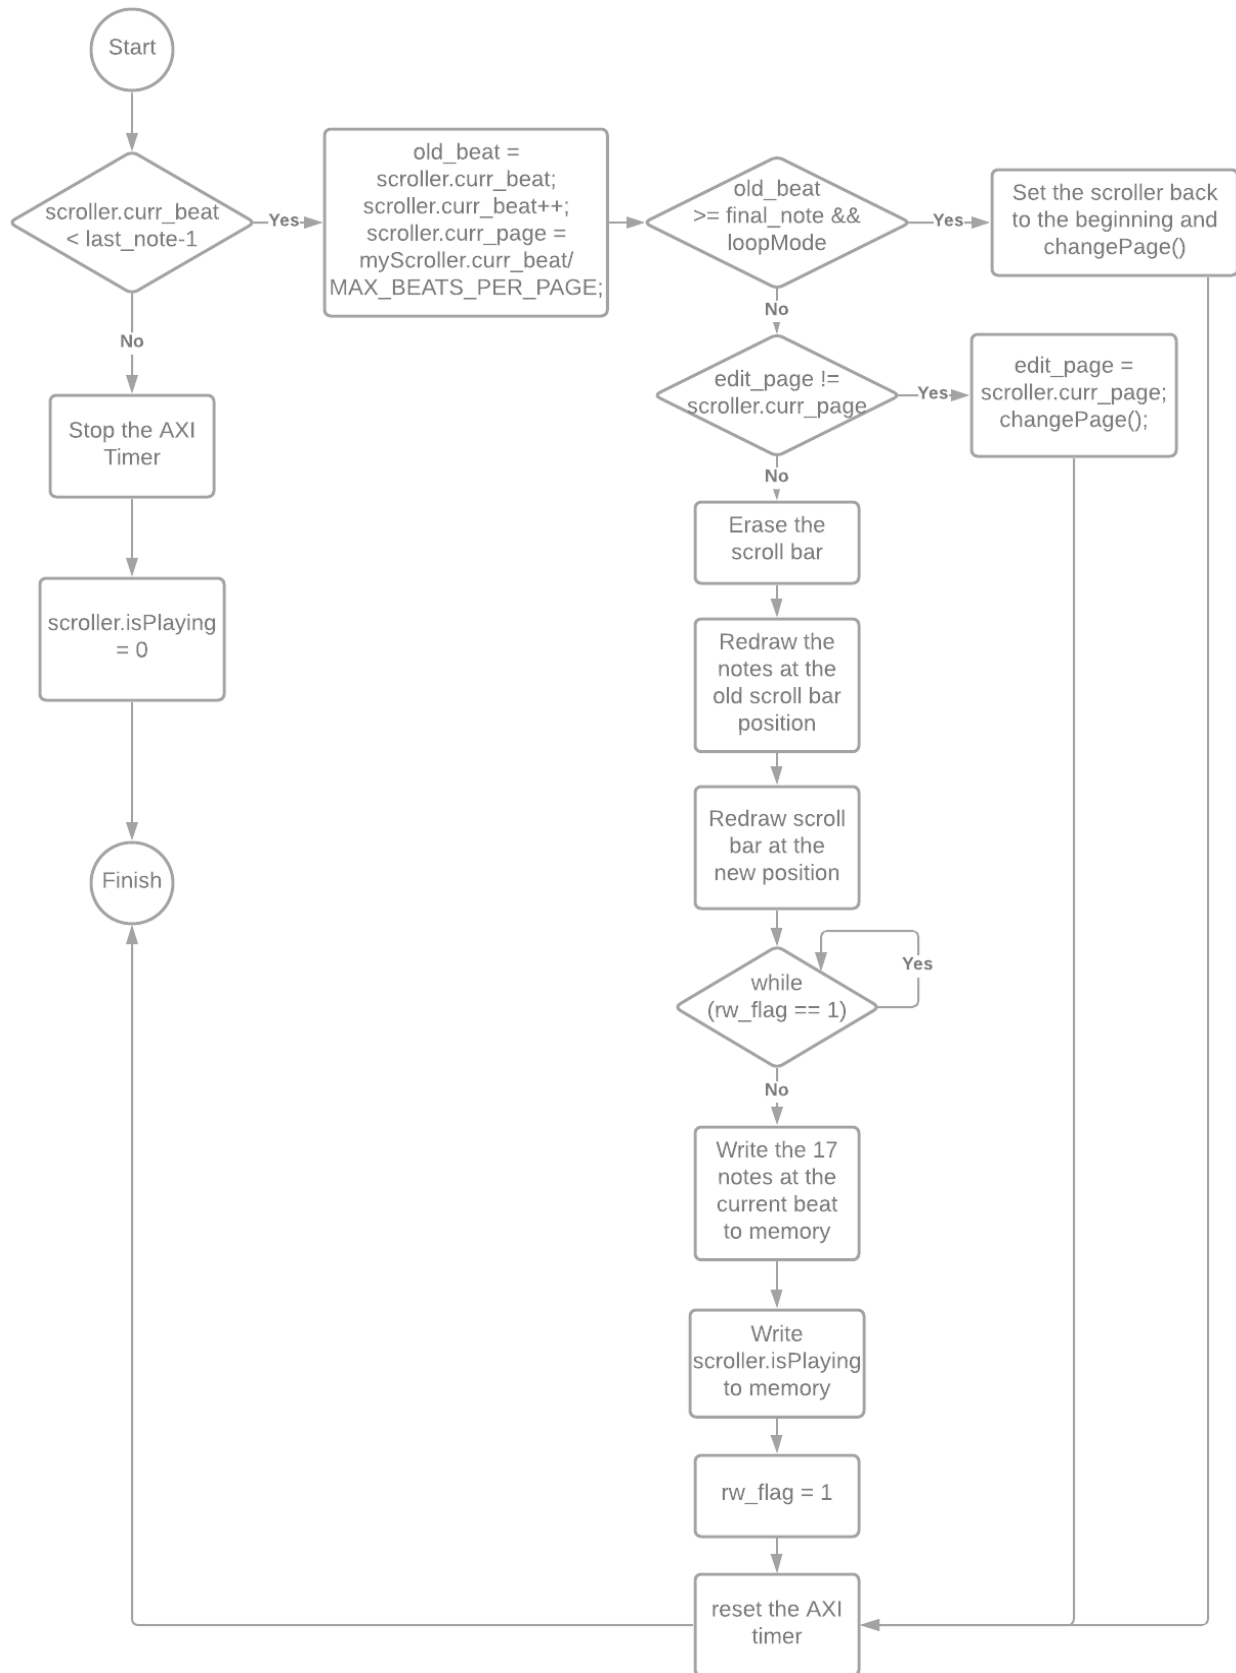 Start
scroller.curr_beat
< last_note-1
Yes
old_beat =
scroller.curr_beat;
scroller.curr_beat++;
scroller.curr_page =
myScroller.curr_beat/
MAX_BEATS_PER_PAGE;
old_beat
>= final_note &&
loopMode
Yes
Set the scroller back
to the beginning and
changePage()
No
No
edit_page !=
scroller.curr_page
Yes
edit_page =
scroller.curr_page;
changePage();
Stop the AXI
Timer
No
Erase the
scroll bar
scroller.isPlaying
= 0
Redraw the
notes at the
old scroll bar
position
Redraw scroll
bar at the
new position
Finish
while
(rw_flag == 1)
Yes
No
Write the 17
notes at the
current beat
to memory
Write
scroller.isPlaying
to memory
rw_flag = 1
reset the AXI
timer